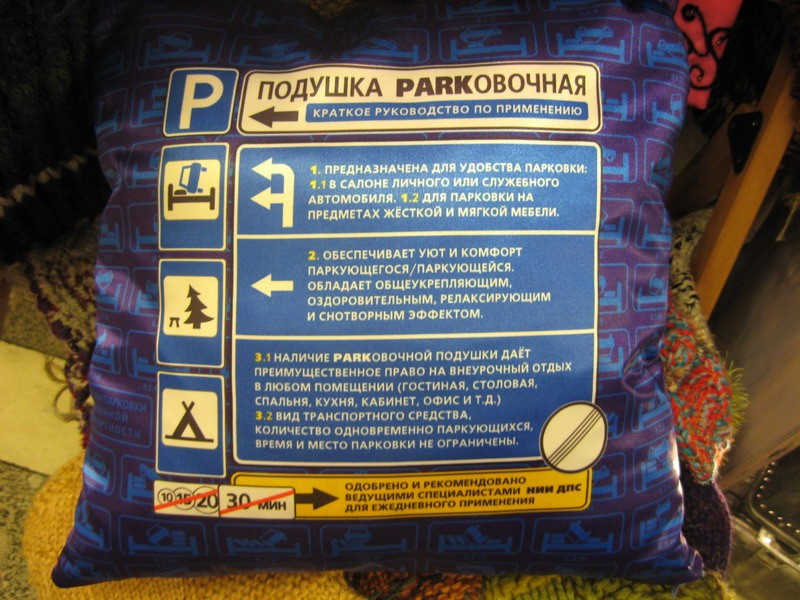 P
ПОДУШКА PARKОВОЧНАЯ
КРАТКОЕ РУКОВОДСТВО ПО ПРИМЕНЕНИЮ
1. ПРЕДНАЗНАЧЕНА ДЛЯ УДОБСТВА ПАРКОВКИ:
1.1 В САЛОНЕ ЛИЧНОГО ИЛИ СЛУЖЕБНОГО
АВТОМОБИЛЯ. 1.2 ДЛЯ ПАРКОВКИ НА
ПРЕДМЕТАХ ЖЁСТКОЙ И МЯГКОЙ МЕБЕЛИ.
2. ОБЕСПЕЧИВАЕТ УЮТ И КОМФОРТ
ПАРКУЮЩЕГОСЯ/ПАРКУЮЩЕЙСЯ.
ОБЛАДАЕТ ОБЩЕУКРЕПЛЯЮЩИМ,
ОЗДОРОВИТЕЛЬНЫМ, РЕЛАКСИРУЮЩИМ
И СНОТВОРНЫМ ЭФФЕКТОМ.
3.1 НАЛИЧИЕ PARKОВОЧНОЙ ПОДУШКИ ДАЁТ
ПРЕИМУЩЕСТВЕННОЕ ПРАВО НА ВНЕУРОЧНЫЙ ОТДЫХ
В ЛЮБОМ ПОМЕЩЕНИИ (ГОСТИНАЯ, СТОЛОВАЯ,
СПАЛЬНЯ, КУХНЯ, КАБИНЕТ, ОФИС И Т.Д.)
3.2 ВИД ТРАНСПОРТНОГО СРЕДСТВА,
КОЛИЧЕСТВО ОДНОВРЕМЕННО ПАРКУЮЩИХСЯ,
ВРЕМЯ И МЕСТО ПАРКОВКИ НЕ ОГРАНИЧЕНЫ.
10 15 20 30 МИН
ОДОБРЕНО И РЕКОМЕНДОВАНО
ВЕДУЩИМИ СПЕЦИАЛИСТАМИ НИИ ДПС
ДЛЯ ЕЖЕДНЕВНОГО ПРИМЕНЕНИЯ